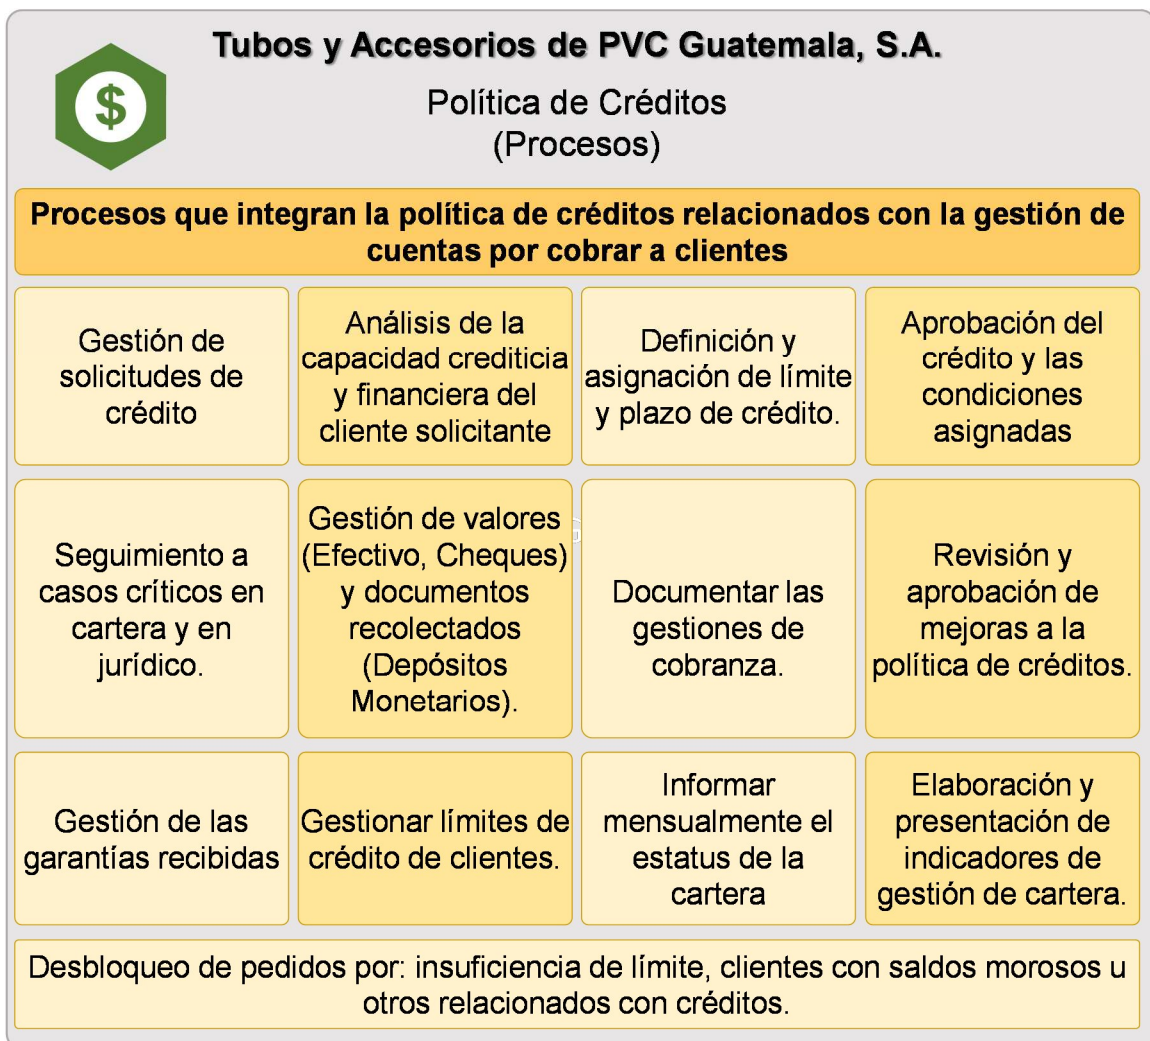 Tubos y Accesorios de PVC Guatemala, S.A.
$
Política de Créditos
(Procesos)
Procesos que integran la política de créditos relacionados con la gestión de
cuentas por cobrar a clientes
Gestión de
solicitudes de
crédito
Análisis de la
capacidad crediticia
y financiera del
cliente solicitante
Definición y
asignación de límite
y plazo de crédito.
Aprobación del
crédito y las
condiciones
asignadas
Seguimiento a
casos críticos en
cartera y en
jurídico.
Gestión de valores
(Efectivo, Cheques)
y documentos
recolectados
(Depósitos
Monetarios).
Documentar las
gestiones de
cobranza.
Revisión y
aprobación de
mejoras a la
política de créditos.
Gestión de las
garantías recibidas
Gestionar límites de
crédito de clientes.
Informar
mensualmente el
estatus de la
cartera
Elaboración y
presentación de
indicadores de
gestión de cartera.
Desbloqueo de pedidos por: insuficiencia de límite, clientes con saldos morosos u
otros relacionados con créditos.